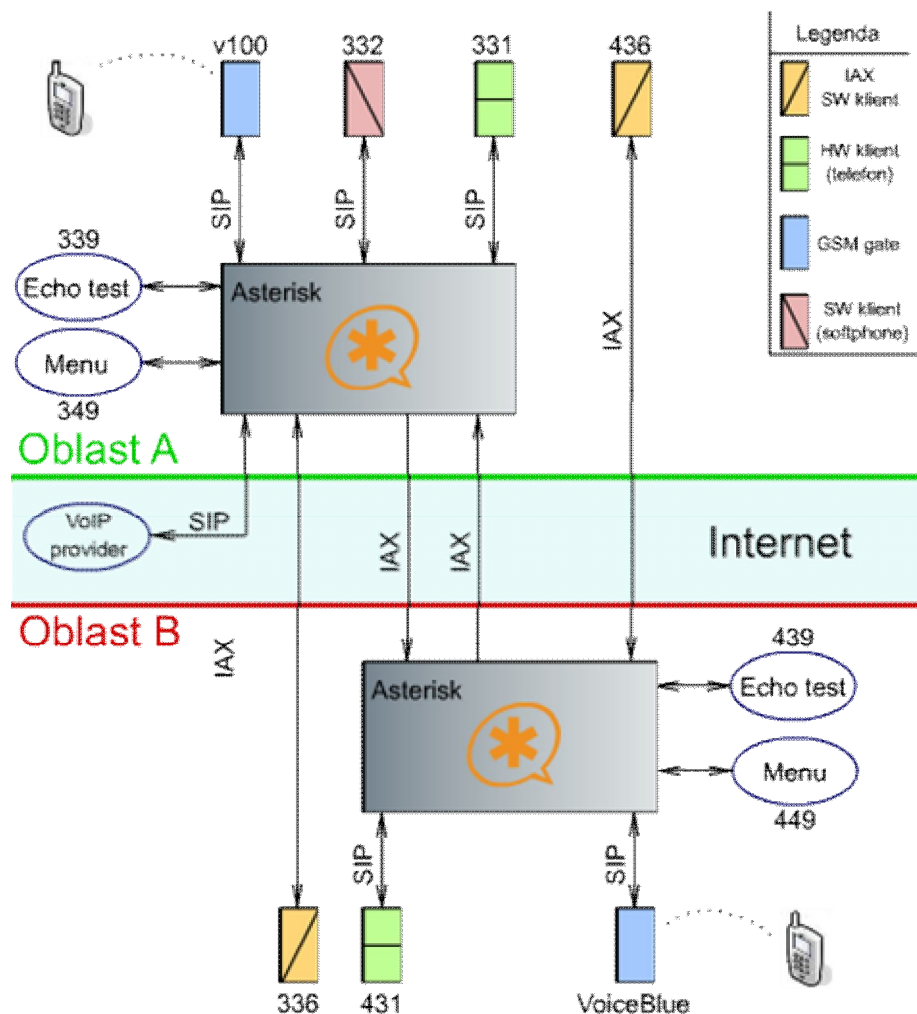 v100
332
331
436
Legenda
IAX
SW klient
HW klient
(telefon)
GSM gate
SW klient
(softphone)
SIP
SIP
SIP
IAX
339
Echo test
Menu
349
Asterisk
Oblast A
VoIP
provider
SIP
IAX
IAX
Internet
Oblast B
IAX
Asterisk
439
Echo test
Menu
449
SIP
SIP
336
431
VoiceBlue